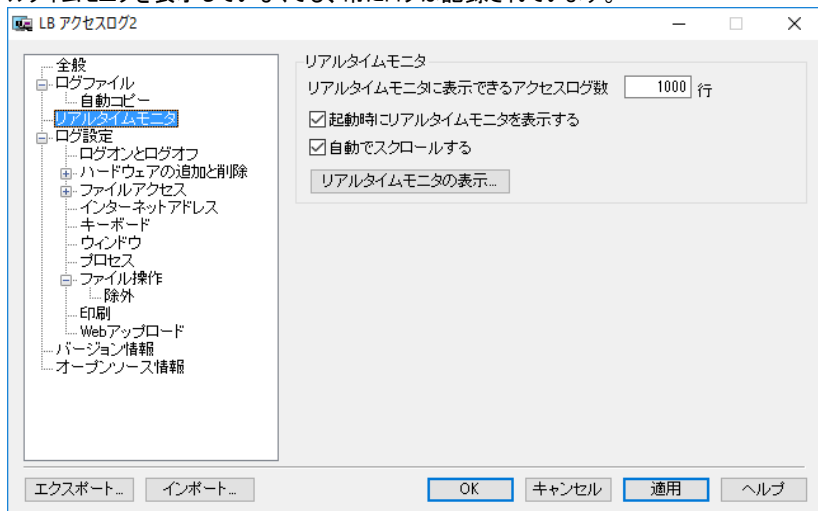 LB アクセスログ2
全般
ログファイル
自動コピー
リアルタイムモニタ
ログ設定
ログオンとログオフ
ハードウェアの追加と削除
ファイルアクセス
インターネットアドレス
キーボード
ウィンドウ
プロセス
ファイル操作
除外
印刷
Webアップロード
バージョン情報
オープンソース情報
リアルタイムモニタ
リアルタイムモニタに表示できるアクセスログ数 1000 行
起動時にリアルタイムモニタを表示する
自動でスクロールする
リアルタイムモニタの表示...
エクスポート... インポート... OK キャンセル 適用 ヘルプ